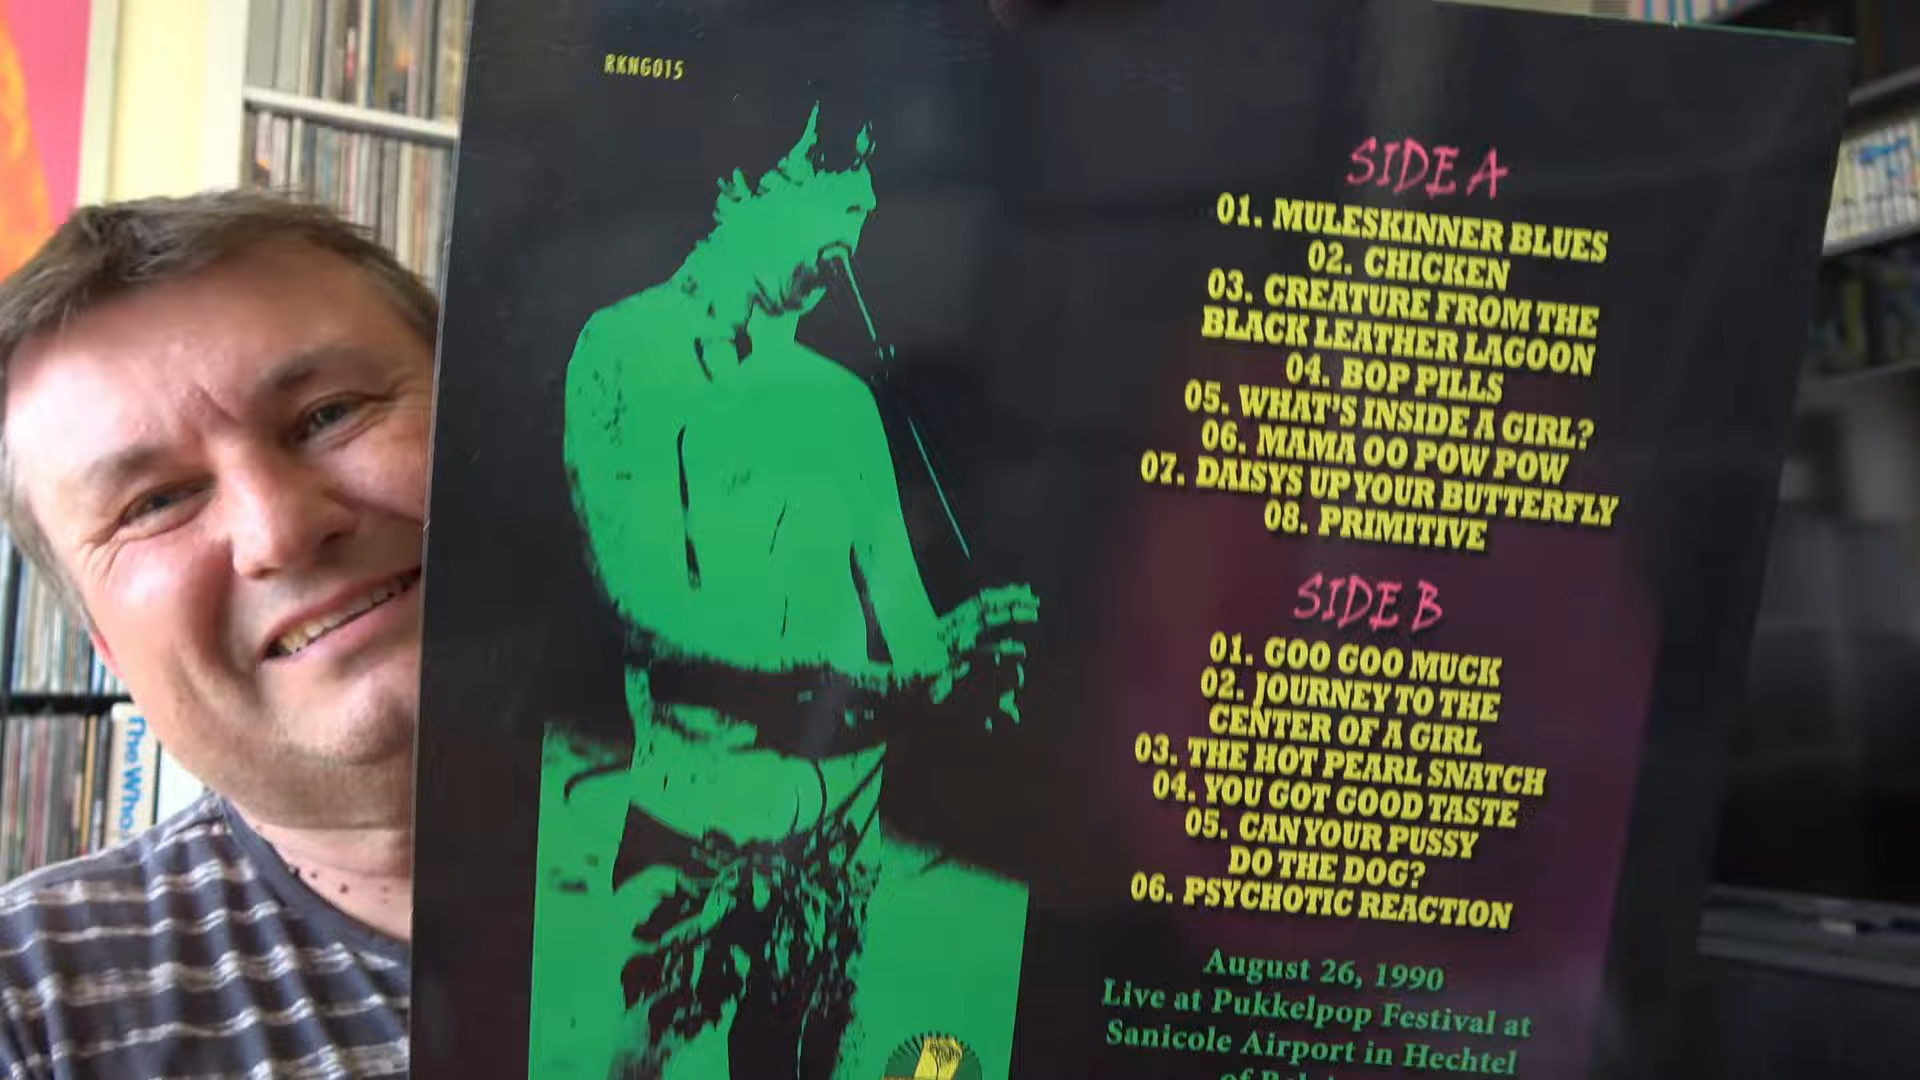 RKNG015
SIDE A
01. MULESKINNER BLUES
02. CHICKEN
03. CREATURE FROM THE
BLACK LEATHER LAGOON
04. BOP PILLS
05. WHAT'S INSIDE A GIRL?
06. MAMA OO POW POW
07. DAISYS UP YOUR BUTTERFLY
08. PRIMITIVE
SIDE B
01. GOO GOO MUCK
02. JOURNEY TO THE
CENTER OF A GIRL
03. THE HOT PEARL SNATCH
04. YOU GOT GOOD TASTE
05. CAN YOUR PUSSY
DO THE DOG?
06. PSYCHOTIC REACTION
August 26, 1990
Live at Pukkelpop Festival at
Sanicole Airport in Hechtel
of
The Who